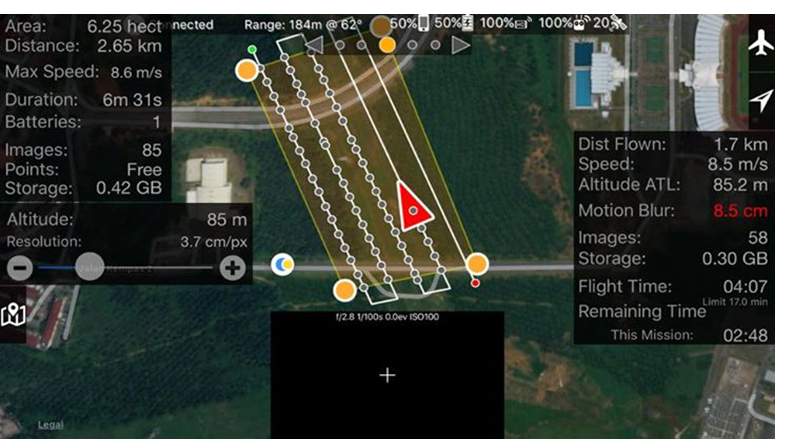 Area: 6.25 hect
Distance: 2.65 km
Max Speed: 8.6 m/s
Duration: 6m 31s
Batteries: 1
Images: 85
Points: Free
Storage: 0.42 GB
Altitude: 85 m
Resolution: 3.7 cm/px
nnected Range: 184m @ 62° 50% 50% 100% 100% 20
Dist Flown: 1.7 km
Speed: 8.5 m/s
Altitude ATL: 85.2 m
Motion Blur: 8.5 cm
Images: 58
Storage: 0.30 GB
Flight Time: 04:07
Limit 17.0 min
Remaining Time
This Mission: 02:48
f/2.8 1/100s 0.0ev ISO100
Legal